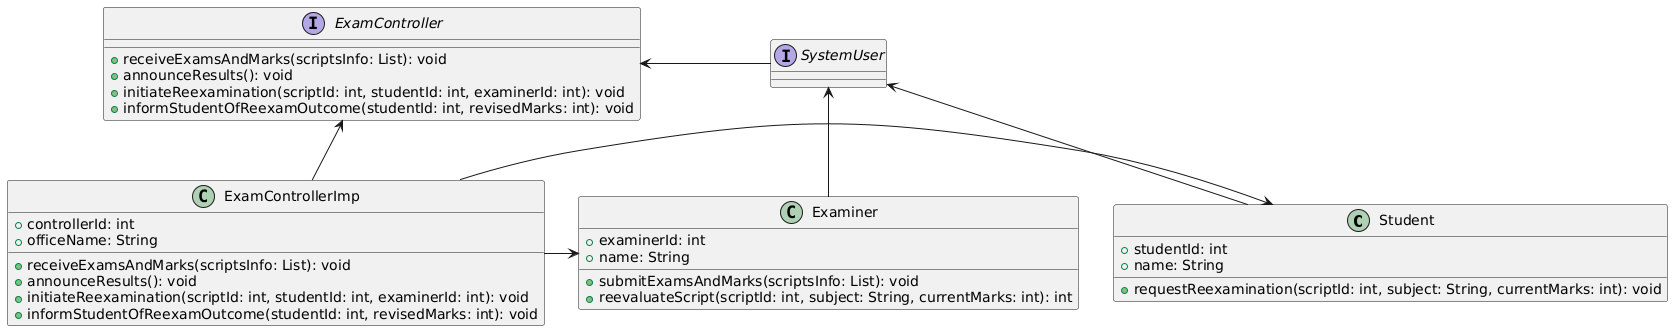 I ExamController
receiveExamsAndMarks(scriptsInfo: List): void
announceResults(): void
initiateReexamination(scriptId: int, studentId: int, examinerId: int): void
informStudentOfReexamOutcome(studentId: int, revisedMarks: int): void
I SystemUser
C ExamControllerImp
controllerId: int
officeName: String
receiveExamsAndMarks(scriptsInfo: List): void
announceResults(): void
initiateReexamination(scriptId: int, studentId: int, examinerId: int): void
informStudentOfReexamOutcome(studentId: int, revisedMarks: int): void
C Examiner
examinerId: int
name: String
submitExamsAndMarks(scriptsInfo: List): void
reevaluateScript(scriptId: int, subject: String, currentMarks: int): int
C Student
studentId: int
name: String
requestReexamination(scriptId: int, subject: String, currentMarks: int): void